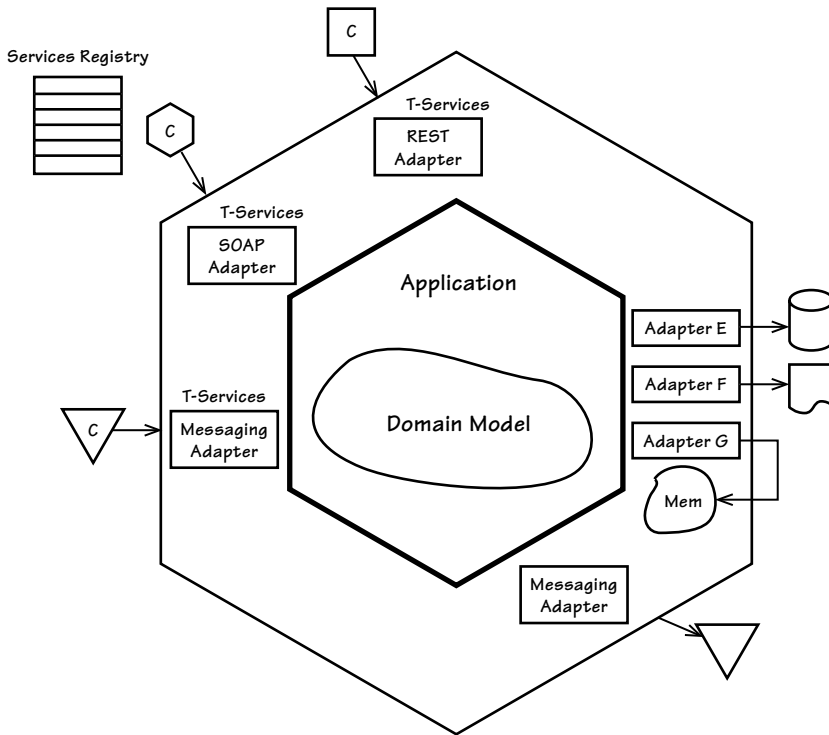 Services Registry
C
C
T-Services
REST
Adapter
T-Services
SOAP
Adapter
Application
Adapter E
Adapter F
T-Services
Messaging
Adapter
C
Domain Model
Adapter G
Mem
Messaging
Adapter